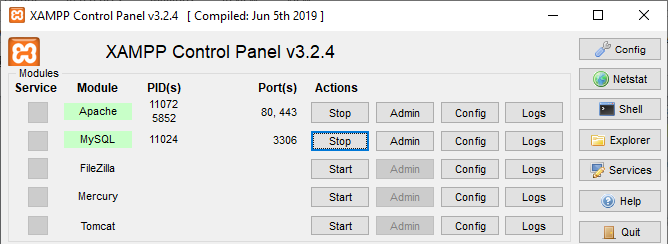 XAMPP Control Panel v3.2.4 [ Compiled: Jun 5th 2019 ]
XAMPP Control Panel v3.2.4
Config
Modules
Service Module PID(s) Port(s) Actions
Netstat
Apache 11072 5852 80, 443 Stop Admin Config Logs
Shell
MySQL 11024 3306 Stop Admin Config Logs
Explorer
FileZilla Start Admin Config Logs
Services
Mercury Start Admin Config Logs
Help
Tomcat Start Admin Config Logs
Quit